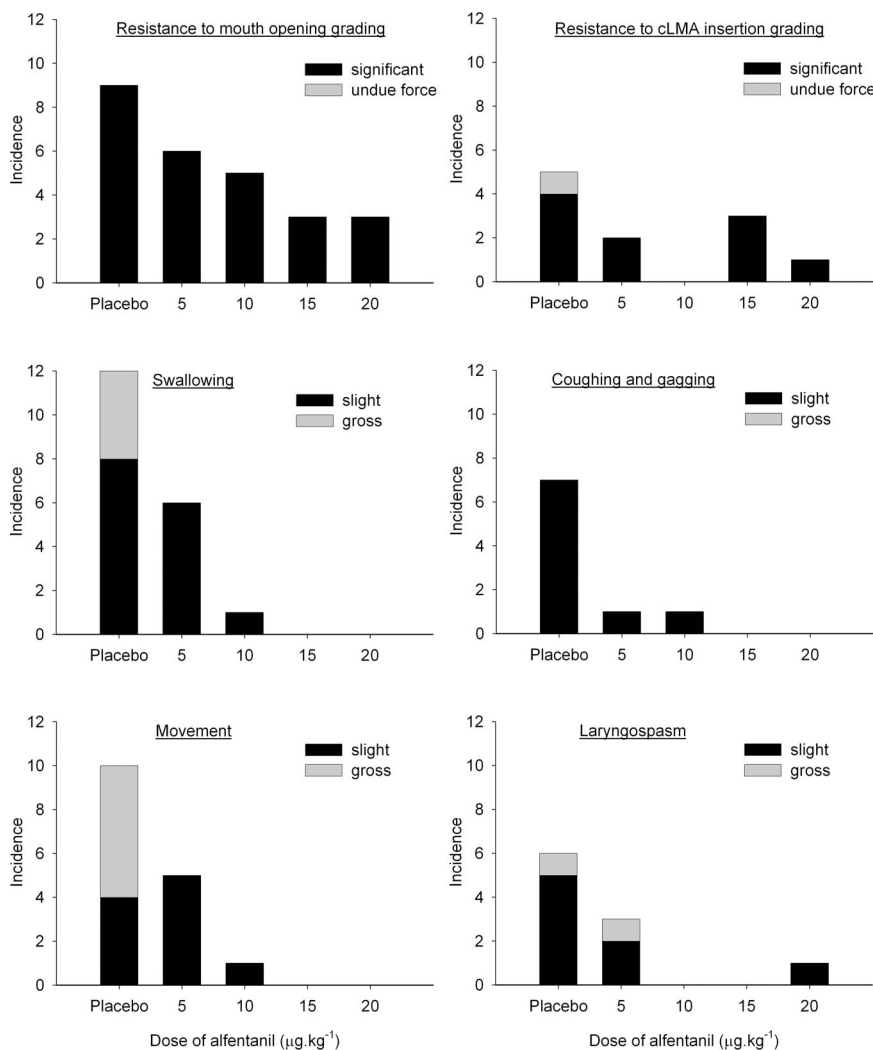 Resistance to mouth opening grading
significant
undue force
Incidence
12
10
8
6
4
2
0
Placebo 5 10 15 20
Resistance to cLMA insertion grading
significant
undue force
Incidence
12
10
8
6
4
2
0
Placebo 5 10 15 20
Swallowing
slight
gross
Incidence
12
10
8
6
4
2
0
Placebo 5 10 15 20
Coughing and gagging
slight
gross
Incidence
12
10
8
6
4
2
0
Placebo 5 10 15 20
Movement
slight
gross
Incidence
12
10
8
6
4
2
0
Placebo 5 10 15 20
Dose of alfentanil (μg.kg⁻¹)
Laryngospasm
slight
gross
Incidence
12
10
8
6
4
2
0
Placebo 5 10 15 20
Dose of alfentanil (μg.kg⁻¹)